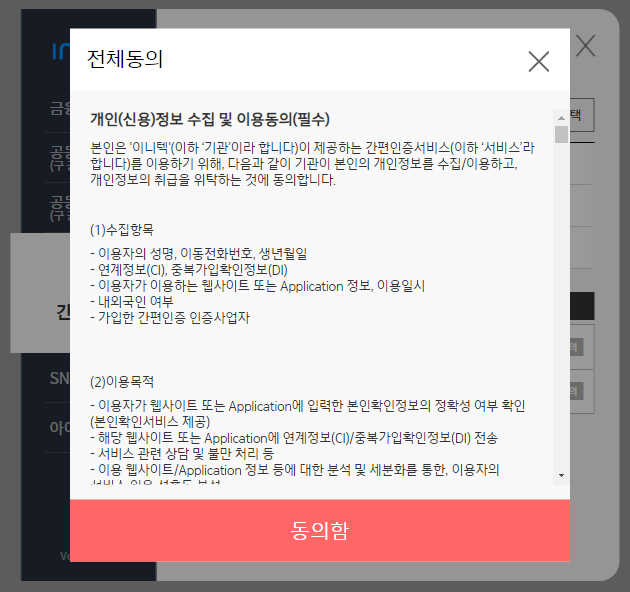 전체동의
개인(신용)정보 수집 및 이용동의(필수)
본인은 '이니텍'(이하 '기관'이라 합니다)이 제공하는 간편인증서비스(이하 '서비스'라
합니다)를 이용하기 위해, 다음과 같이 기관이 본인의 개인정보를 수집/이용하고,
개인정보의 취급을 위탁하는 것에 동의합니다.
(1)수집항목
- 이용자의 성명, 이동전화번호, 생년월일
- 연계정보(CI), 중복가입확인정보(DI)
- 이용자가 이용하는 웹사이트 또는 Application 정보, 이용일시
- 내외국인 여부
- 가입한 간편인증 인증사업자
(2)이용목적
- 이용자가 웹사이트 또는 Application에 입력한 본인확인정보의 정확성 여부 확인
(본인확인서비스 제공)
- 해당 웹사이트 또는 Application에 연계정보(CI)/중복가입확인정보(DI) 전송
- 서비스 관련 상담 및 불만 처리 등
- 이용 웹사이트/Application 정보 등에 대한 분석 및 세분화를 통한, 이용자의
동의함
금융
공동
(구
공동
(구
간
SN
아이
택
의
의